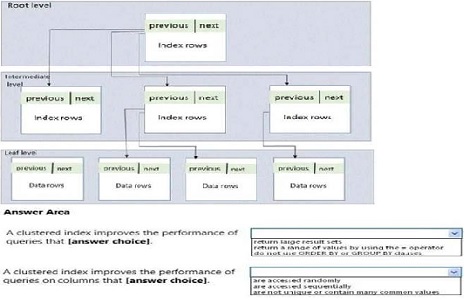 Root level
previous next
Index rows
Intermediate
level
previous next
Index rows
previous next
Index rows
previous next
Index rows
Leaf level
previous next
Data rows
previous next
Data rows
previous next
Data rows
previous next
Data rows
Answer Area
A clustered index improves the performance of
queries that [answer choice].
return large result sets
return a range of values by using the = operator
do not use ORDER BY or GROUP BY clauses
A clustered index improves the performance of
queries on columns that [answer choice].
are accessed randomly
are accessed sequentially
are not unique or contain many common values